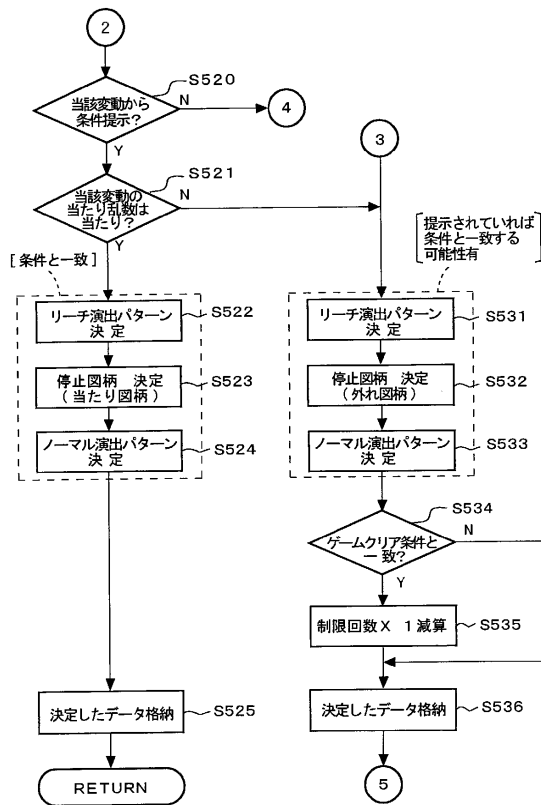 2
S520
当該変動から
条件提示?
N
4
Y
S521
当該変動の
当たり乱数は
当たり?
N
Y
[条件と一致]
S522
リーチ演出パターン
決定
S523
停止図柄 決定
(当たり図柄)
S524
ノーマル演出パターン
決定
S525
決定したデータ格納
RETURN
3
提示されていれば
条件と一致する
可能性有
S531
リーチ演出パターン
決定
S532
停止図柄 決定
(外れ図柄)
S533
ノーマル演出パターン
決定
S534
ゲームクリア条件と
一致?
N
Y
制限回数X 1減算
S535
決定したデータ格納
S536
5